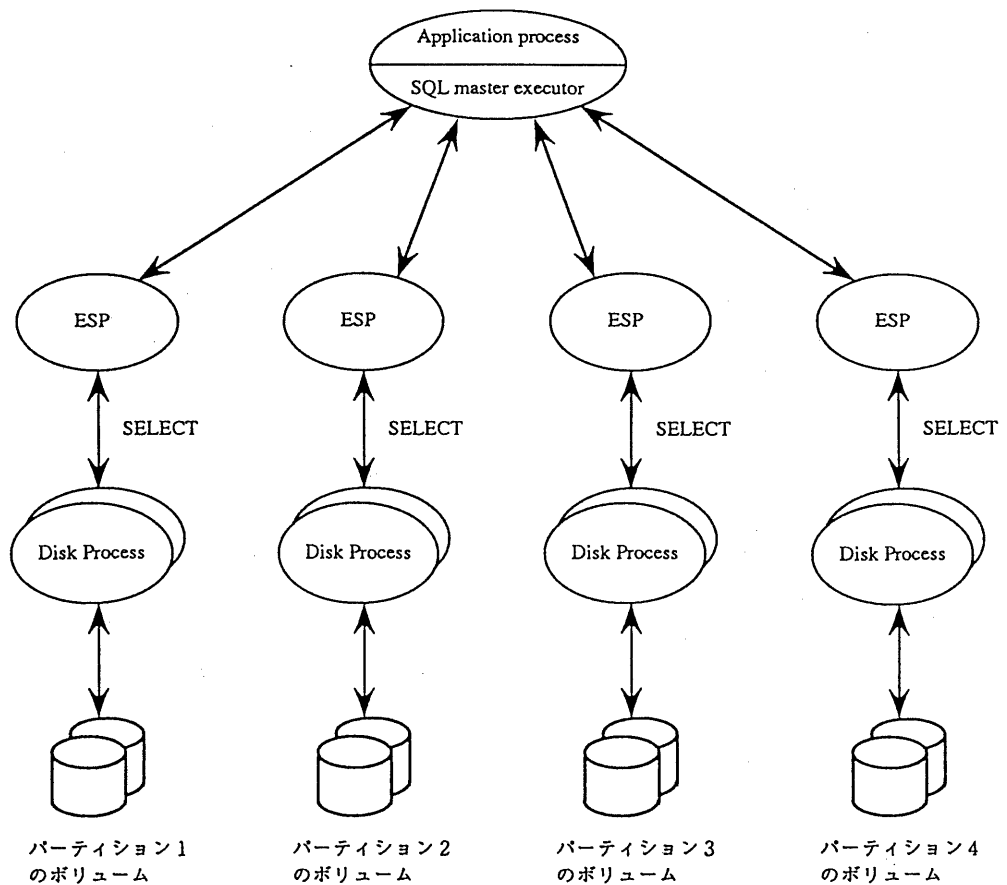 Application process
SQL master executor
ESP
ESP
ESP
ESP
SELECT
SELECT
SELECT
SELECT
Disk Process
Disk Process
Disk Process
Disk Process
パーティション1
のボリューム
パーティション2
のボリューム
パーティション3
のボリューム
パーティション4
のボリューム